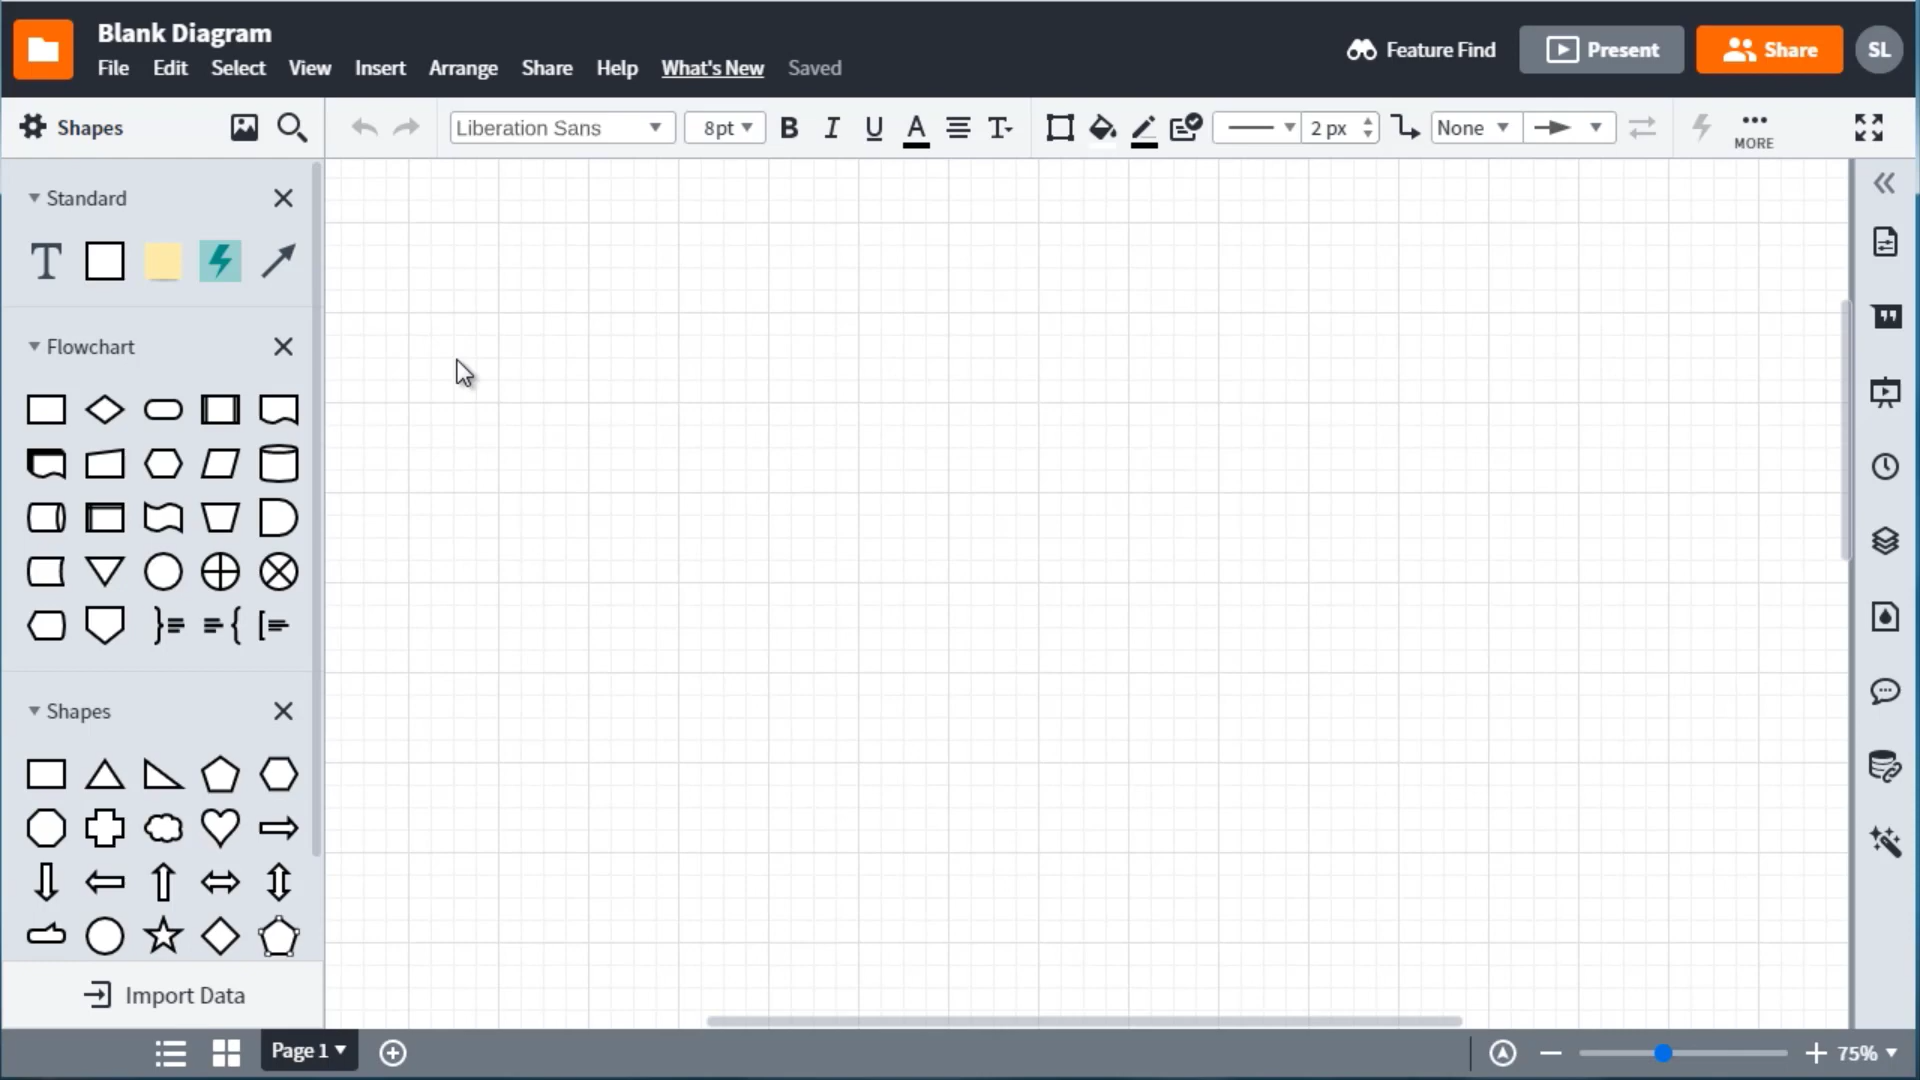 Blank Diagram
File Edit Select View Insert Arrange Share Help What's New Saved
Feature Find Present Share SL
Shapes
Liberation Sans 8pt B I U A T 2 px None MORE
Standard
T
Flowchart
Shapes
Import Data
Page 1 75%